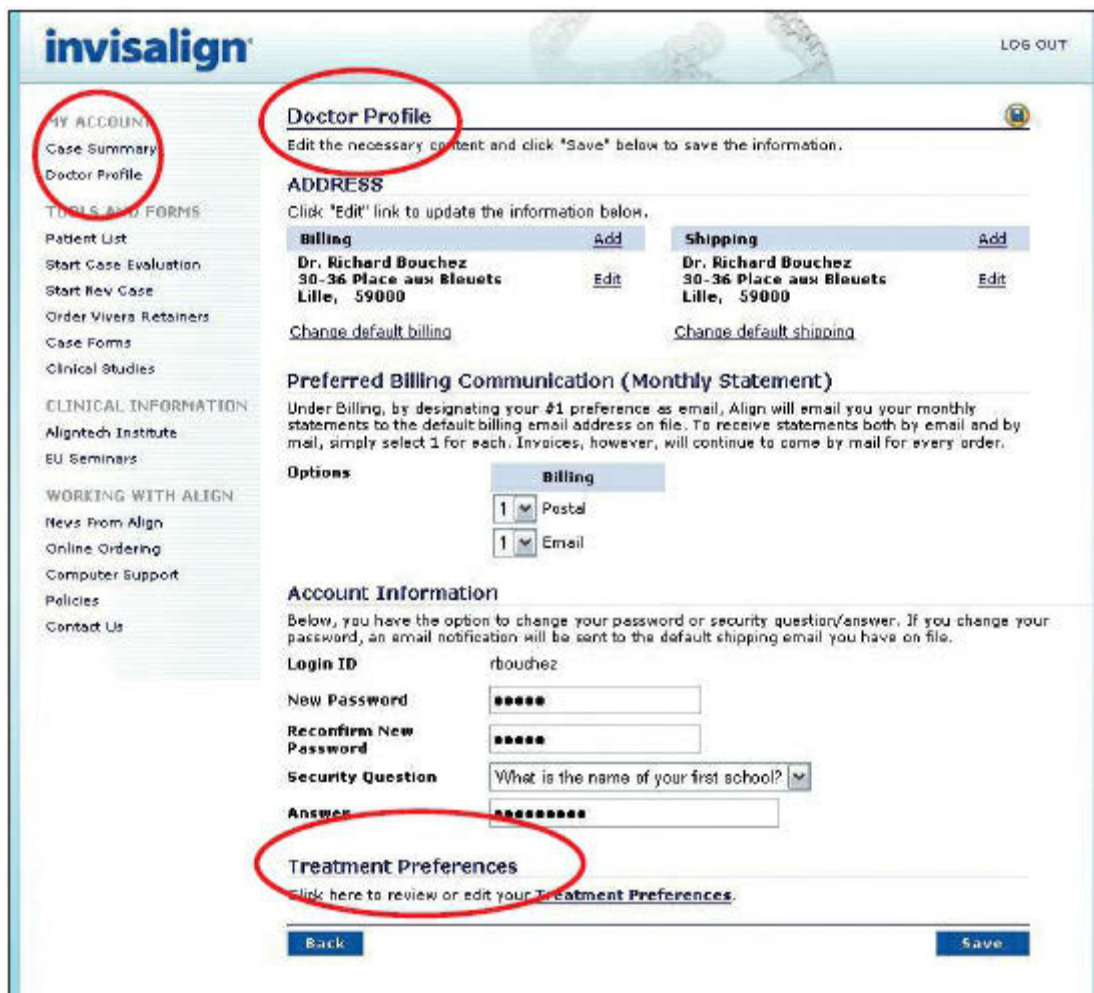 invisalign
LOG OUT
MY ACCOUNT
Case Summary
Doctor Profile
TOOLS AND FORMS
Patient List
Start Case Evaluation
Start New Case
Order Vivera Retainers
Case Forms
Clinical Studies
CLINICAL INFORMATION
Aligntech Institute
EU Seminars
WORKING WITH ALIGN
News From Align
Online Ordering
Computer Support
Policies
Contact Us
Doctor Profile
Edit the necessary content and click "Save" below to save the information.
ADDRESS
Click "Edit" link to update the information below.
Billing Add
Dr. Richard Bouchez
30-36 Place aux Bleuets Edit
Lille, 59000
Change default billing
Shipping Add
Dr. Richard Bouchez
30-36 Place aux Bleuets Edit
Lille, 59000
Change default shipping
Preferred Billing Communication (Monthly Statement)
Under Billing, by designating your #1 preference as email, Align will email you your monthly
statements to the default billing email address on file. To receive statements both by email and by
mail, simply select 1 for each. Invoices, however, will continue to come by mail for every order.
Options Billing
1 Postal
1 Email
Account Information
Below, you have the option to change your password or security question/answer. If you change your
password, an email notification will be sent to the default shipping email you have on file.
Login ID rbouchez
New Password •••••
Reconfirm New
Password •••••
Security Question What is the name of your first school?
Answer •••••••••
Treatment Preferences
Click here to review or edit your Treatment Preferences.
Back Save